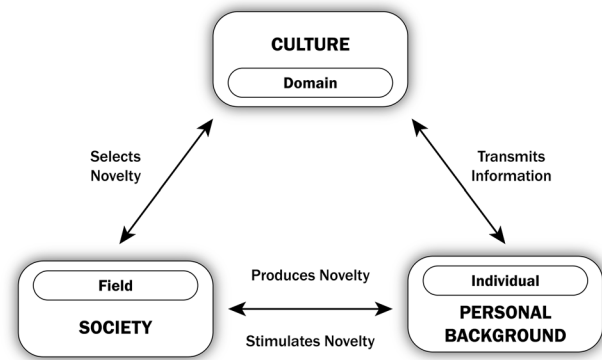 CULTURE
Domain
Selects
Novelty
Transmits
Information
Field
SOCIETY
Produces Novelty
Stimulates Novelty
Individual
PERSONAL
BACKGROUND